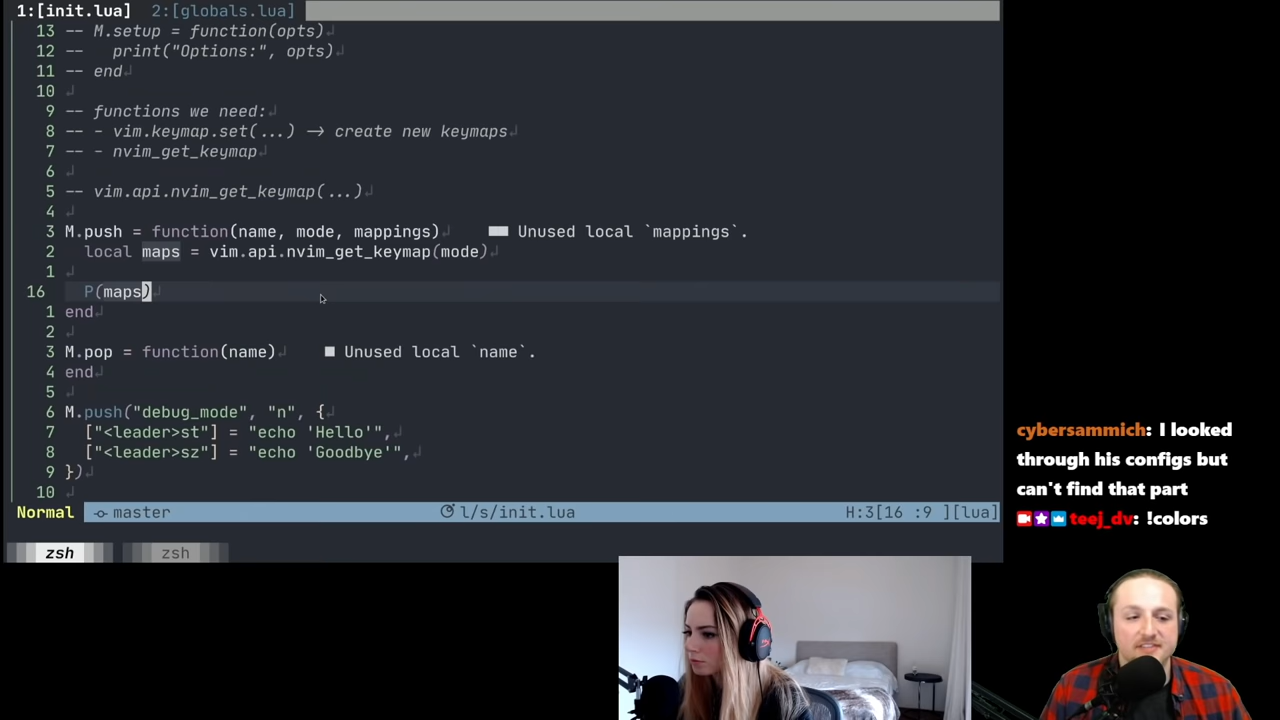 1:[init.lua]  2:[globals.lua]
13 -- M.setup = function(opts)
12 --   print("Options:", opts)
11 -- end
10
9 -- functions we need:
8 -- - vim.keymap.set(...) -> create new keymaps
7 -- - nvim_get_keymap
6
5 -- vim.api.nvim_get_keymap(...)
4
3 M.push = function(name, mode, mappings)    ■■ Unused local `mappings`.
2   local maps = vim.api.nvim_get_keymap(mode)
1
16   P(maps)
1 end
2
3 M.pop = function(name)    ■ Unused local `name`.
4 end
5
6 M.push("debug_mode", "n", {
7   ["<leader>st"] = "echo 'Hello'",
8   ["<leader>sz"] = "echo 'Goodbye'",
9 })
10
Normal master l/s/init.lua H:3[16 :9 ][lua]
zsh zsh
cybersammich: I looked
through his configs but
can't find that part
teej_dv: !colors